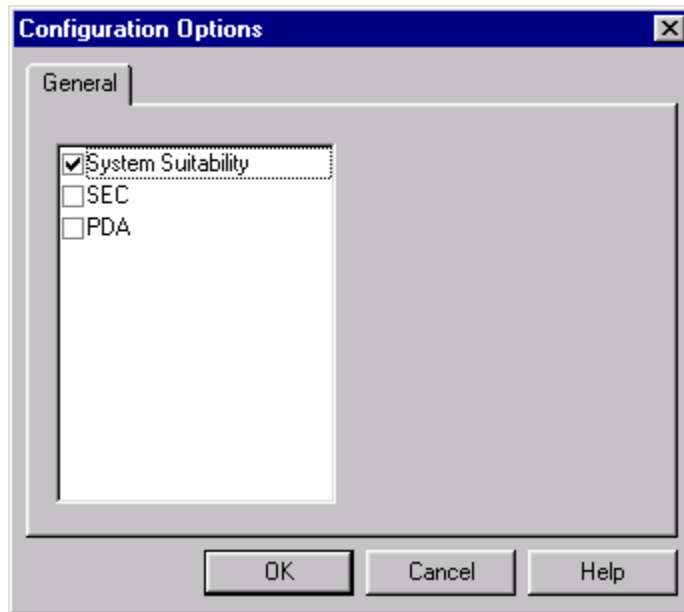 Configuration Options
General
System Suitability
SEC
PDA
OK
Cancel
Help